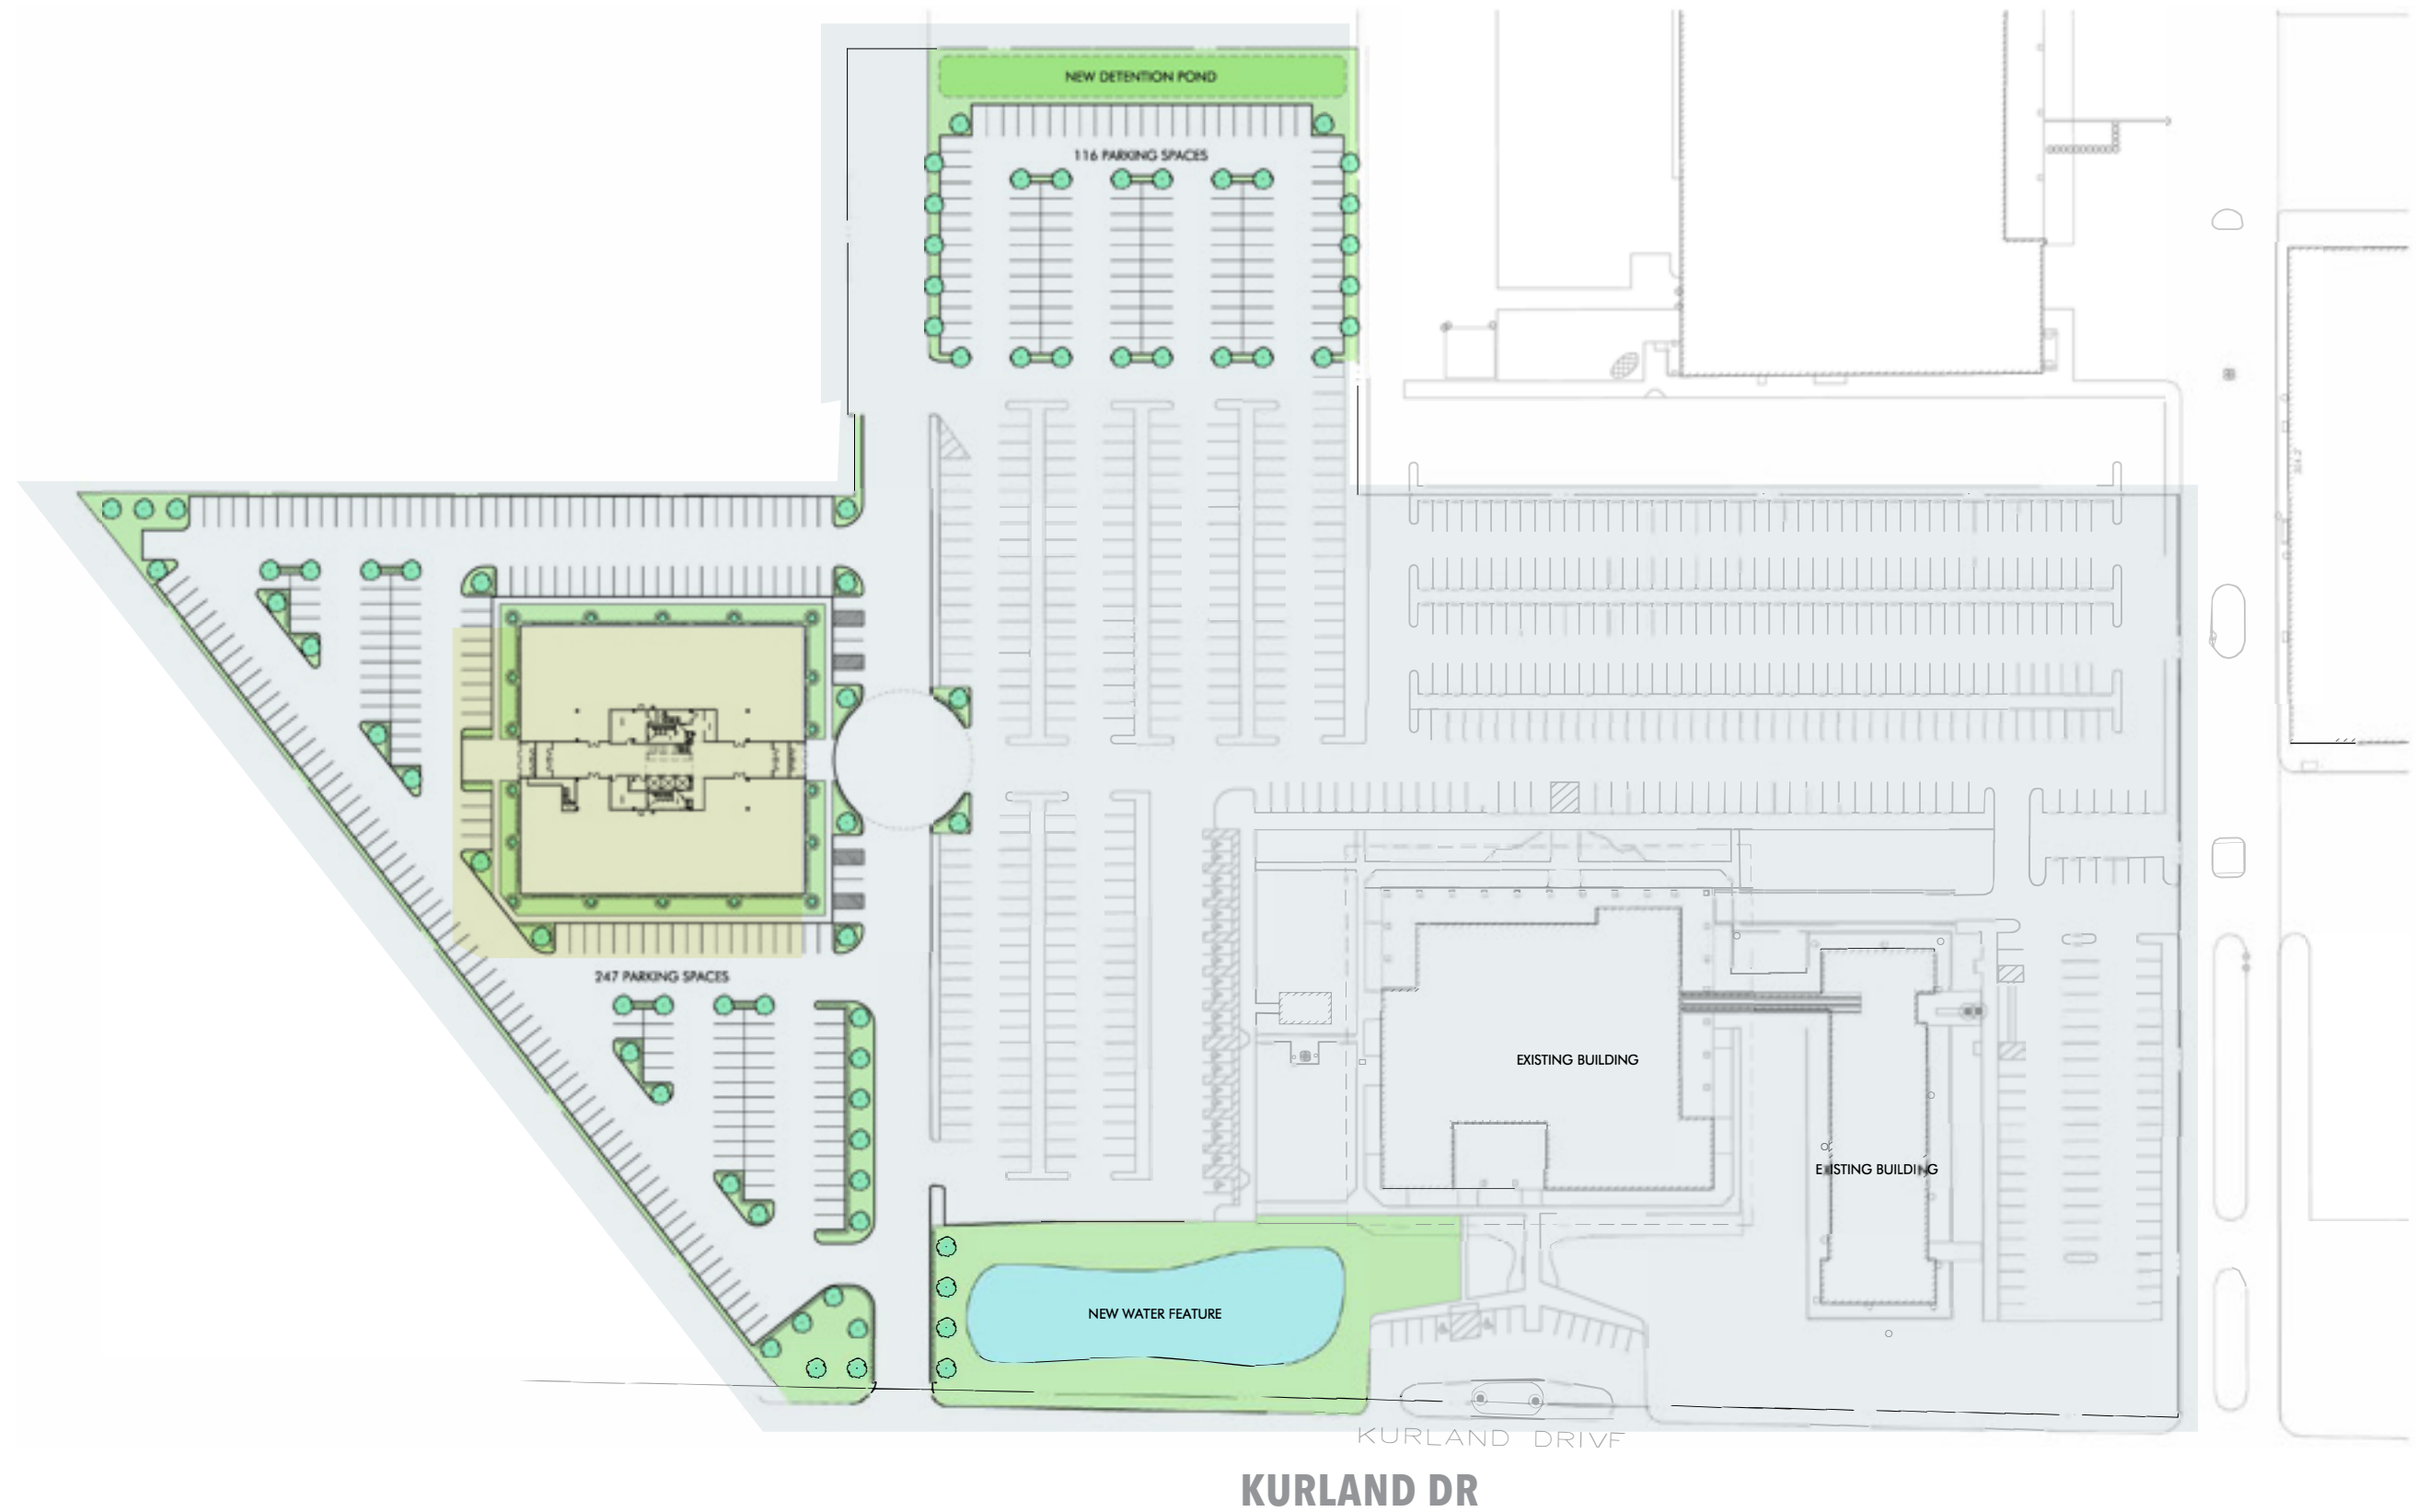 NEW DETENTION POND
116 PARKING SPACES
247 PARKING SPACES
EXISTING BUILDING
EXISTING BUILDING
NEW WATER FEATURE
KURLAND DRIVE
KURLAND DR